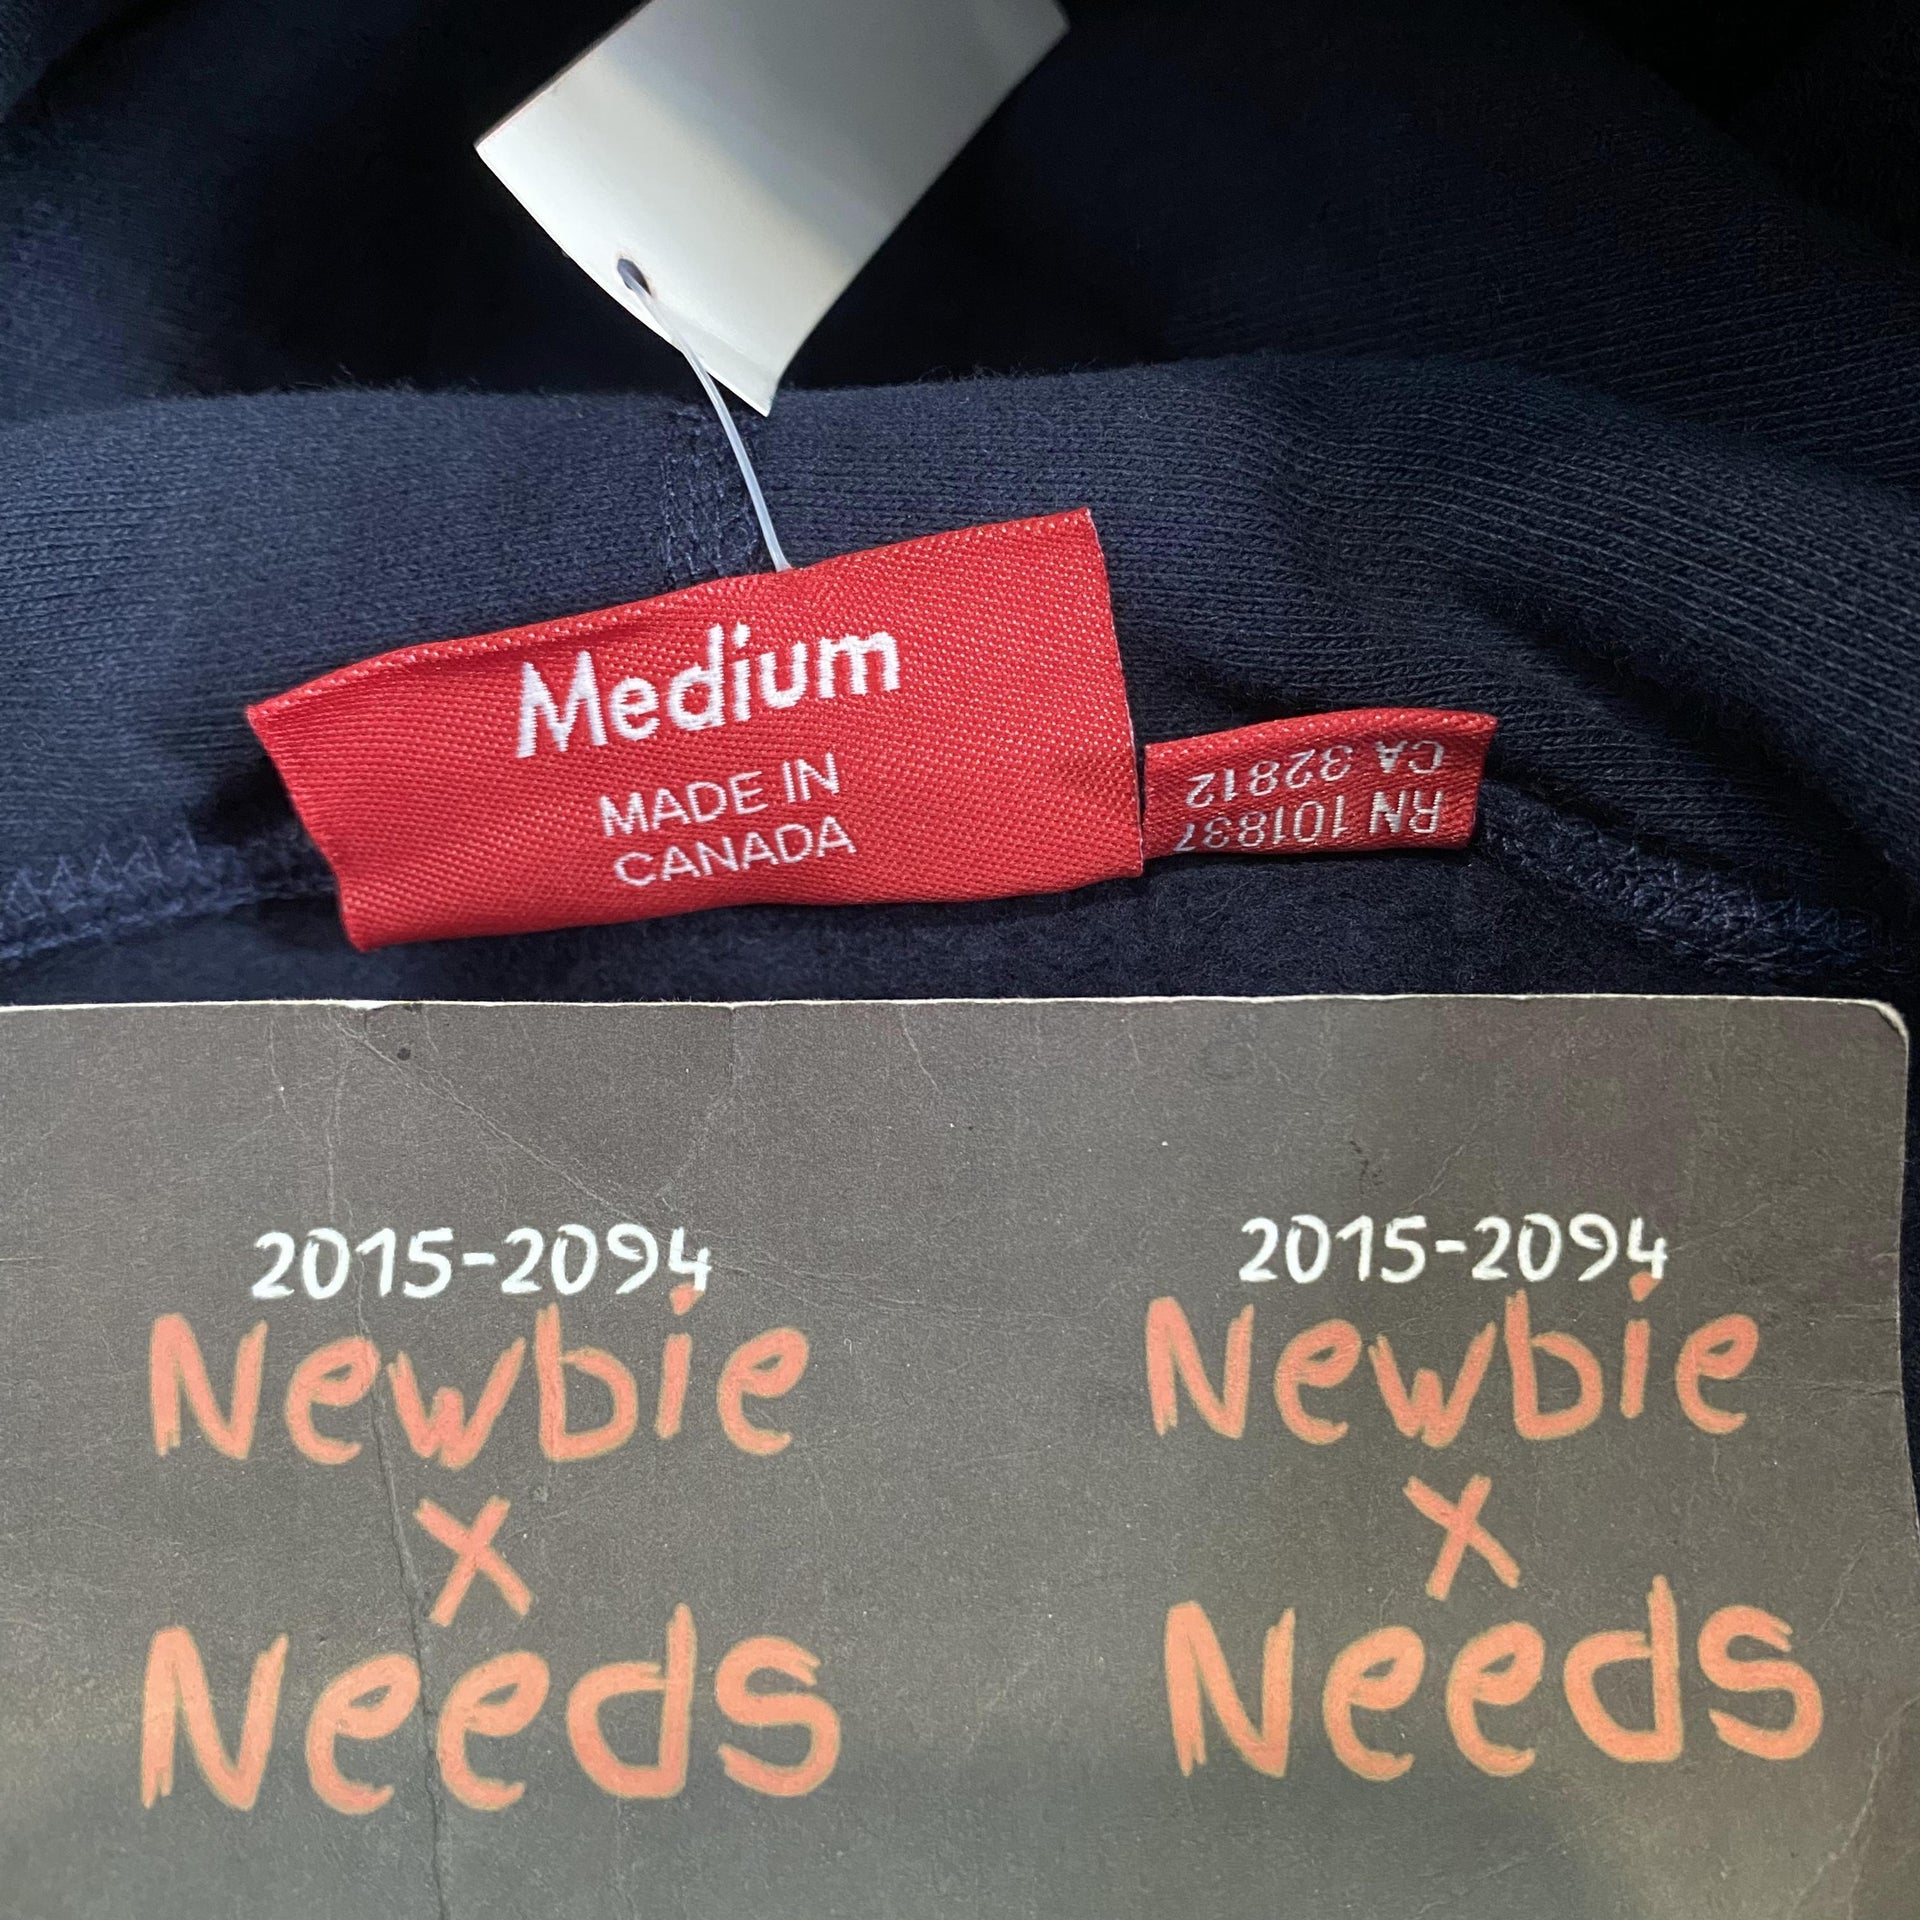 Medium
MADE IN
CANADA
RN 101837
CA 32812
2015-2094
Newbie
x
Needs
2015-2094
Newbie
x
Needs